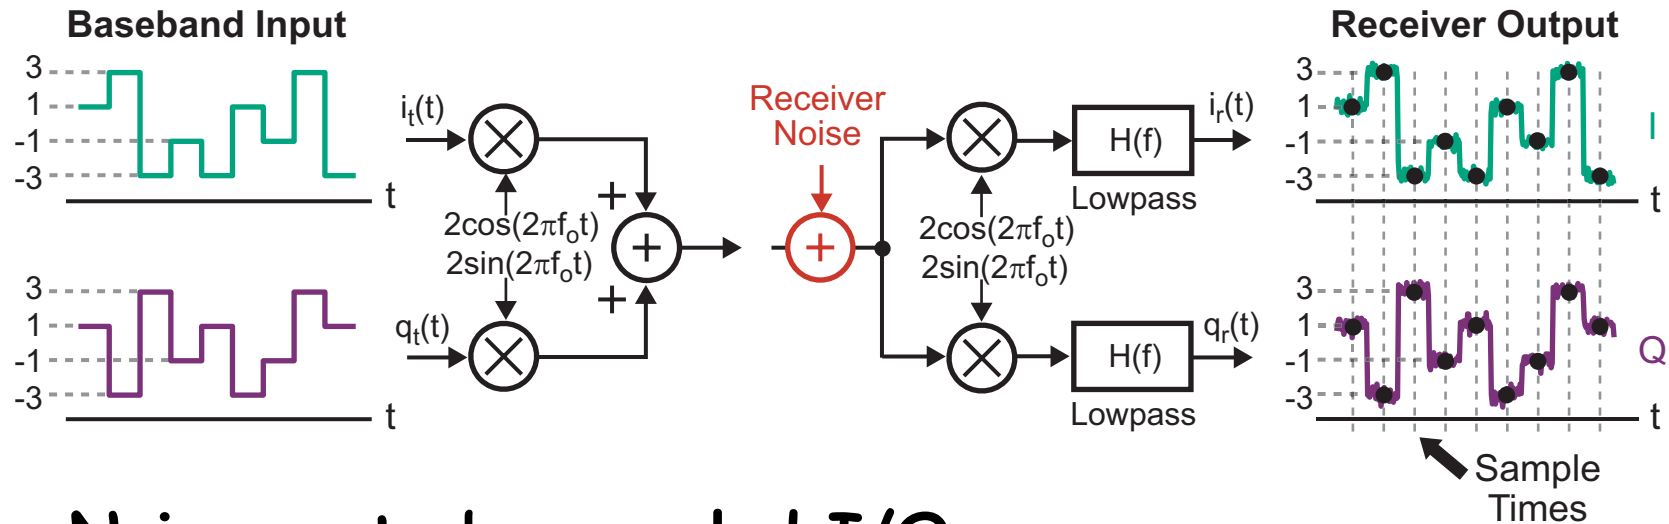 Baseband Input
Receiver Output
3
1
-1
-3
t
i_t(t)
2cos(2πf_ot)
2sin(2πf_ot)
3
1
-1
-3
t
q_t(t)
+
+
+
Receiver
Noise
+
2cos(2πf_ot)
2sin(2πf_ot)
H(f)
Lowpass
i_r(t)
H(f)
Lowpass
q_r(t)
3
1
-1
-3
I
t
3
1
-1
-3
Q
t
Sample
Times